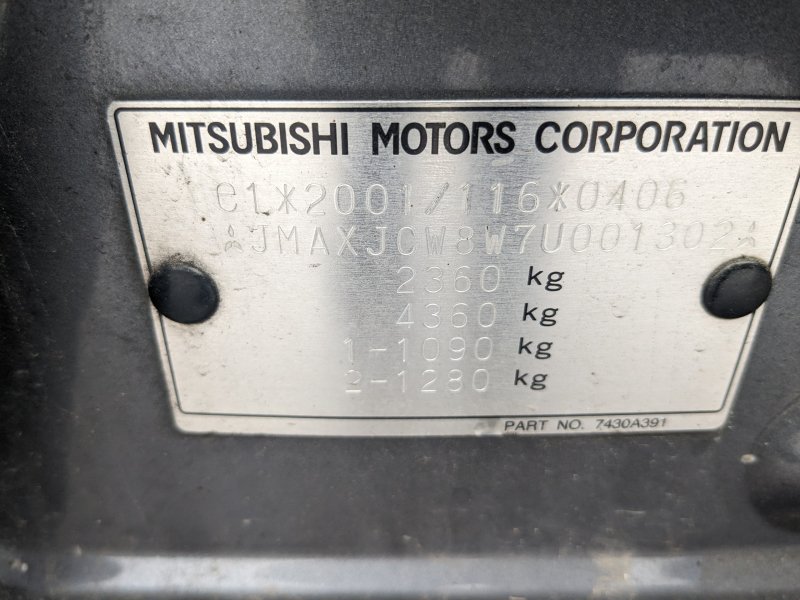 MITSUBISHI MOTORS CORPORATION
e1*2001/116*0406
*JMAXJCW8W7U001302*
2360 kg
4360 kg
1-1090 kg
2-1280 kg
PART NO. 7430A391